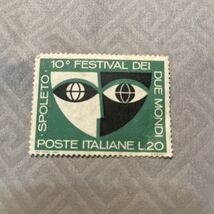 SPOLETO · 10° FESTIVAL DEI DUE MONDI
POSTE ITALIANE L.20